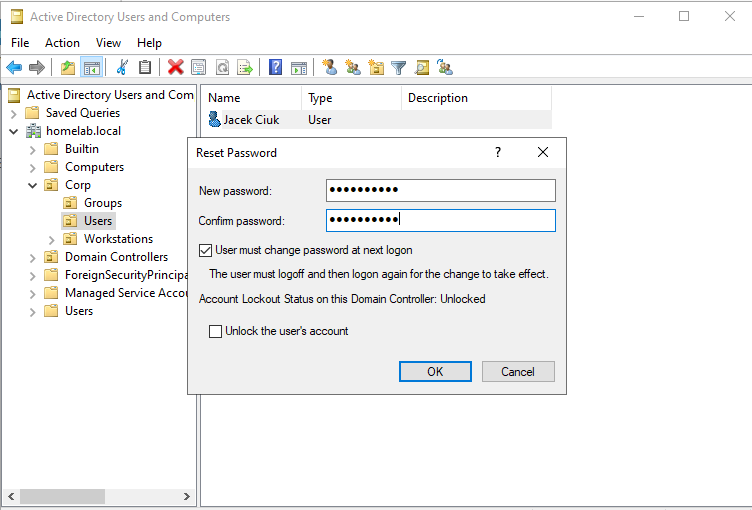 Active Directory Users and Computers
File Action View Help
Active Directory Users and Com
Saved Queries
homelab.local
Builtin
Computers
Corp
Groups
Users
Workstations
Domain Controllers
ForeignSecurityPrincipa
Managed Service Accou
Users
Name Type Description
Jacek Ciuk User
Reset Password
?
New password: ●●●●●●●●●●
Confirm password: ●●●●●●●●●●
User must change password at next logon
The user must logoff and then logon again for the change to take effect.
Account Lockout Status on this Domain Controller: Unlocked
Unlock the user's account
OK Cancel